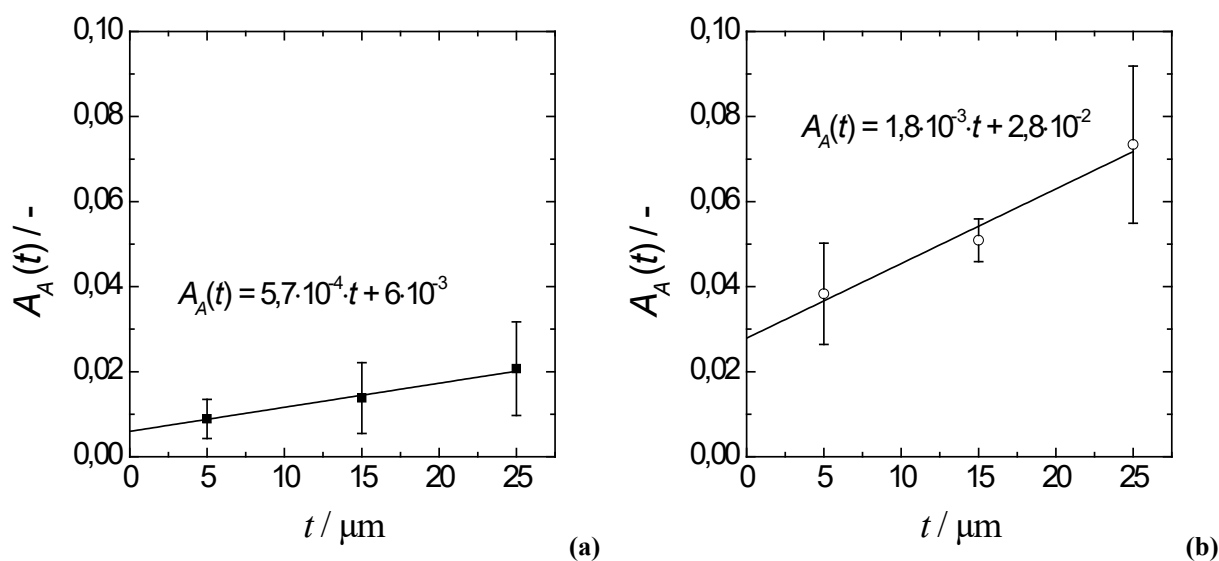 0,10
0,08
0,06
0,04
0,02
0,00
A_A(t) / -
A_A(t) = 5,7·10^-4·t + 6·10^-3
0 5 10 15 20 25
t / µm
(a)
0,10
0,08
0,06
0,04
0,02
0,00
A_A(t) / -
A_A(t) = 1,8·10^-3·t + 2,8·10^-2
0 5 10 15 20 25
t / µm
(b)